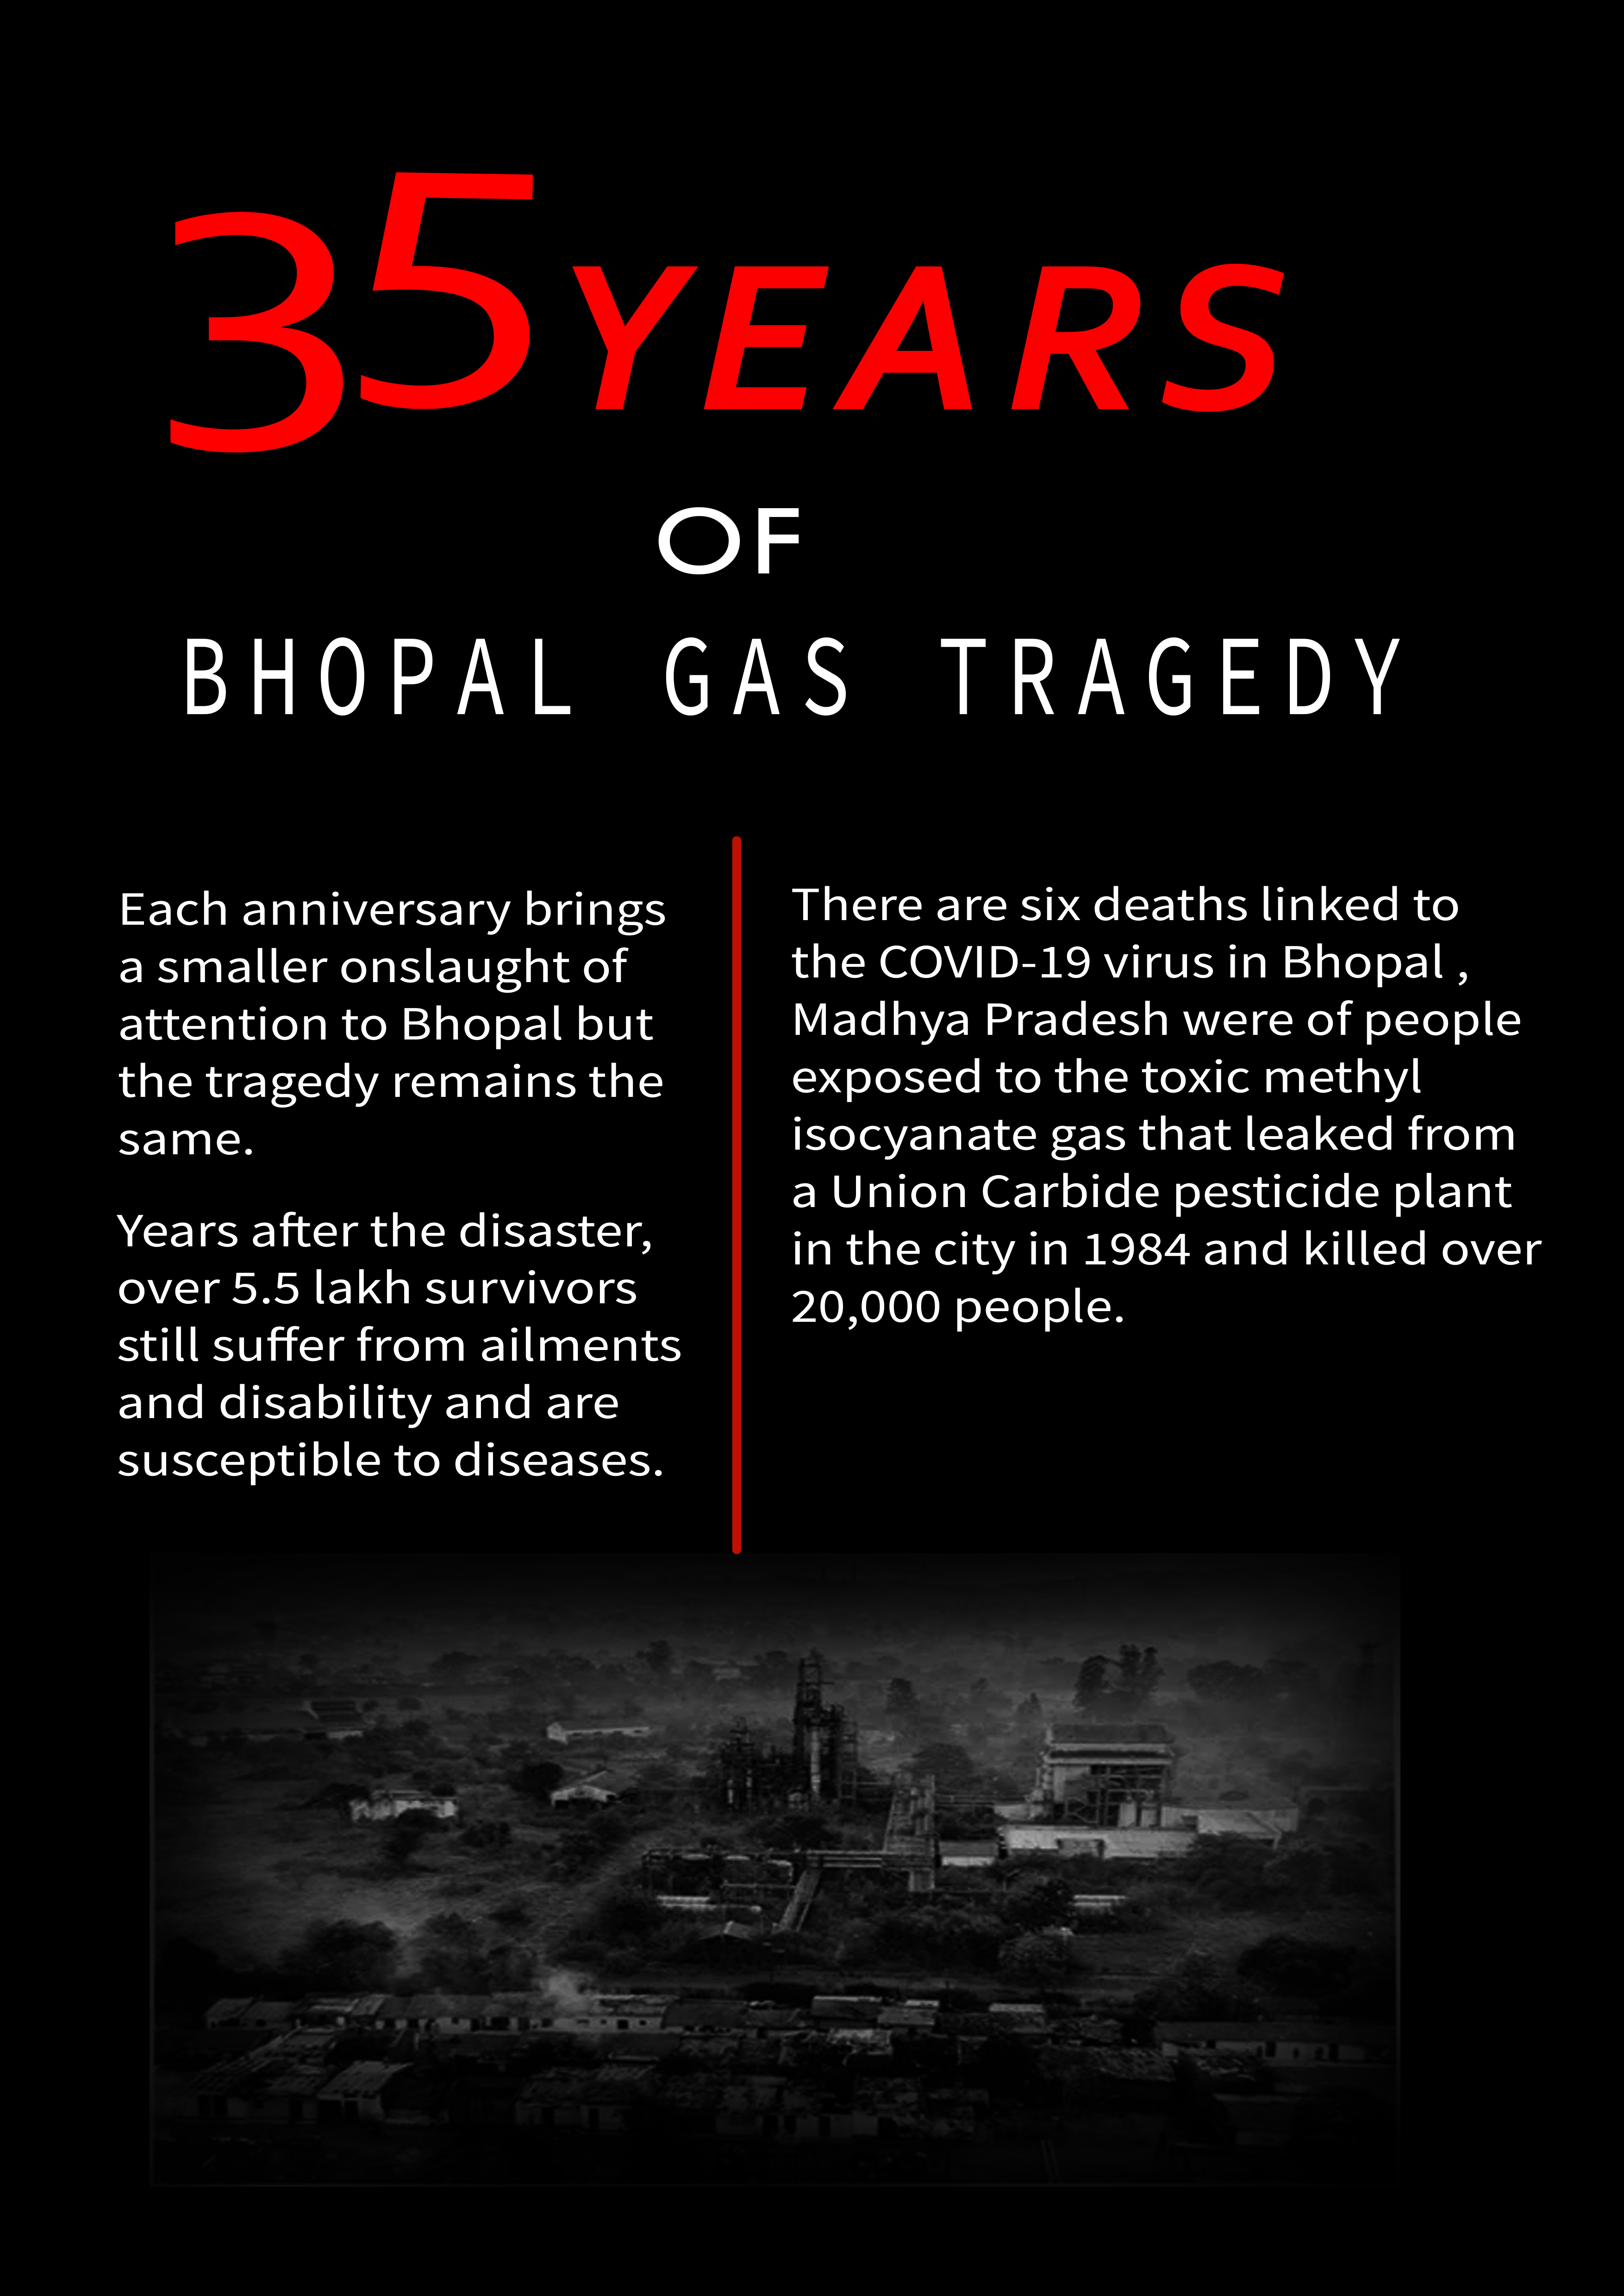 35 YEARS
OF
BHOPAL GAS TRAGEDY
Each anniversary brings
a smaller onslaught of
attention to Bhopal but
the tragedy remains the
same.
Years after the disaster,
over 5.5 lakh survivors
still suffer from ailments
and disability and are
susceptible to diseases.
There are six deaths linked to
the COVID-19 virus in Bhopal ,
Madhya Pradesh were of people
exposed to the toxic methyl
isocyanate gas that leaked from
a Union Carbide pesticide plant
in the city in 1984 and killed over
20,000 people.